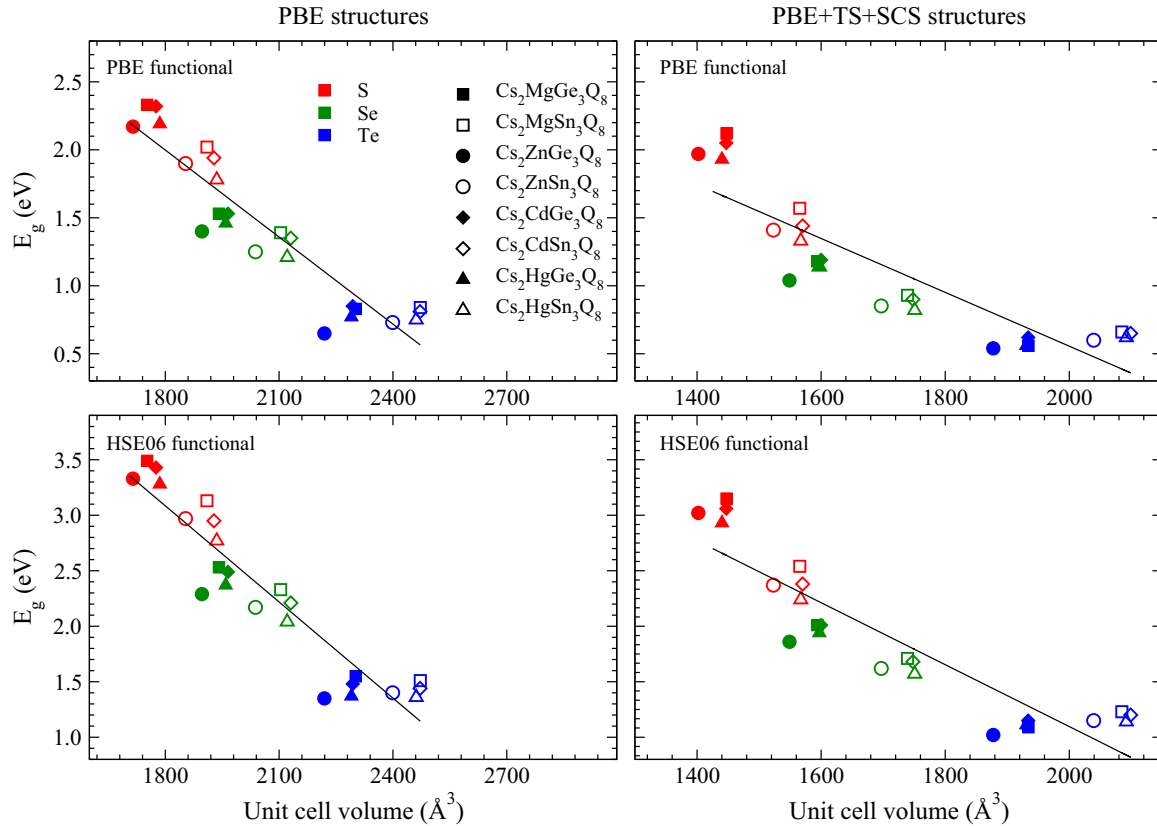 PBE structures
PBE+TS+SCS structures
PBE functional
S
Se
Te
Cs₂MgGe₃Q₈
Cs₂MgSn₃Q₈
Cs₂ZnGe₃Q₈
Cs₂ZnSn₃Q₈
Cs₂CdGe₃Q₈
Cs₂CdSn₃Q₈
Cs₂HgGe₃Q₈
Cs₂HgSn₃Q₈
E_g (eV)
2.5
2.0
1.5
1.0
0.5
1800 2100 2400 2700
PBE functional
1400 1600 1800 2000
HSE06 functional
E_g (eV)
3.5
3.0
2.5
2.0
1.5
1.0
1800 2100 2400 2700
Unit cell volume (Å³)
HSE06 functional
1400 1600 1800 2000
Unit cell volume (Å³)